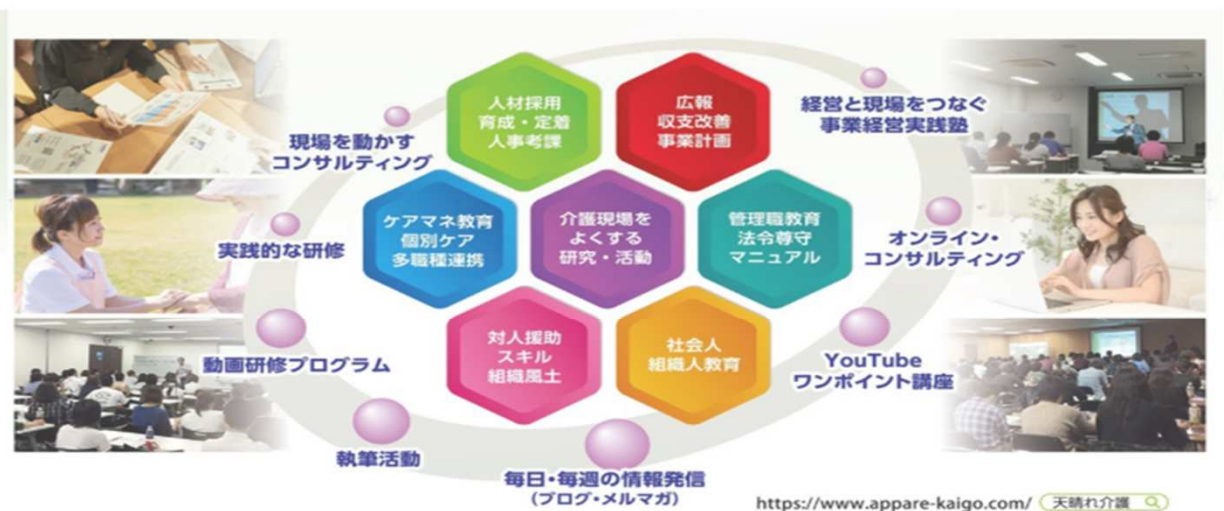 人材採用
育成・定着
人事考課
広報
収支改善
事業計画
ケアマネ教育
個別ケア
多職種連携
介護現場を
よくする
研究・活動
管理職教育
法令尊守
マニュアル
対人援助
スキル
組織風土
社会人
組織人教育
現場を動かす
コンサルティング
実践的な研修
動画研修プログラム
執筆活動
毎日・毎週の情報発信
(ブログ・メルマガ)
経営と現場をつなぐ
事業経営実践塾
オンライン・
コンサルティング
YouTube
ワンポイント講座
https://www.appare-kaigo.com/ 天晴れ介護